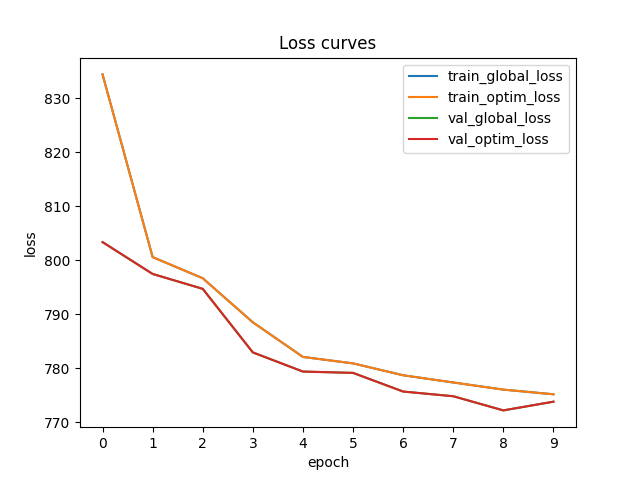 Loss curves
train_global_loss
train_optim_loss
val_global_loss
val_optim_loss
830
820
810
800
790
780
770
loss
0 1 2 3 4 5 6 7 8 9
epoch